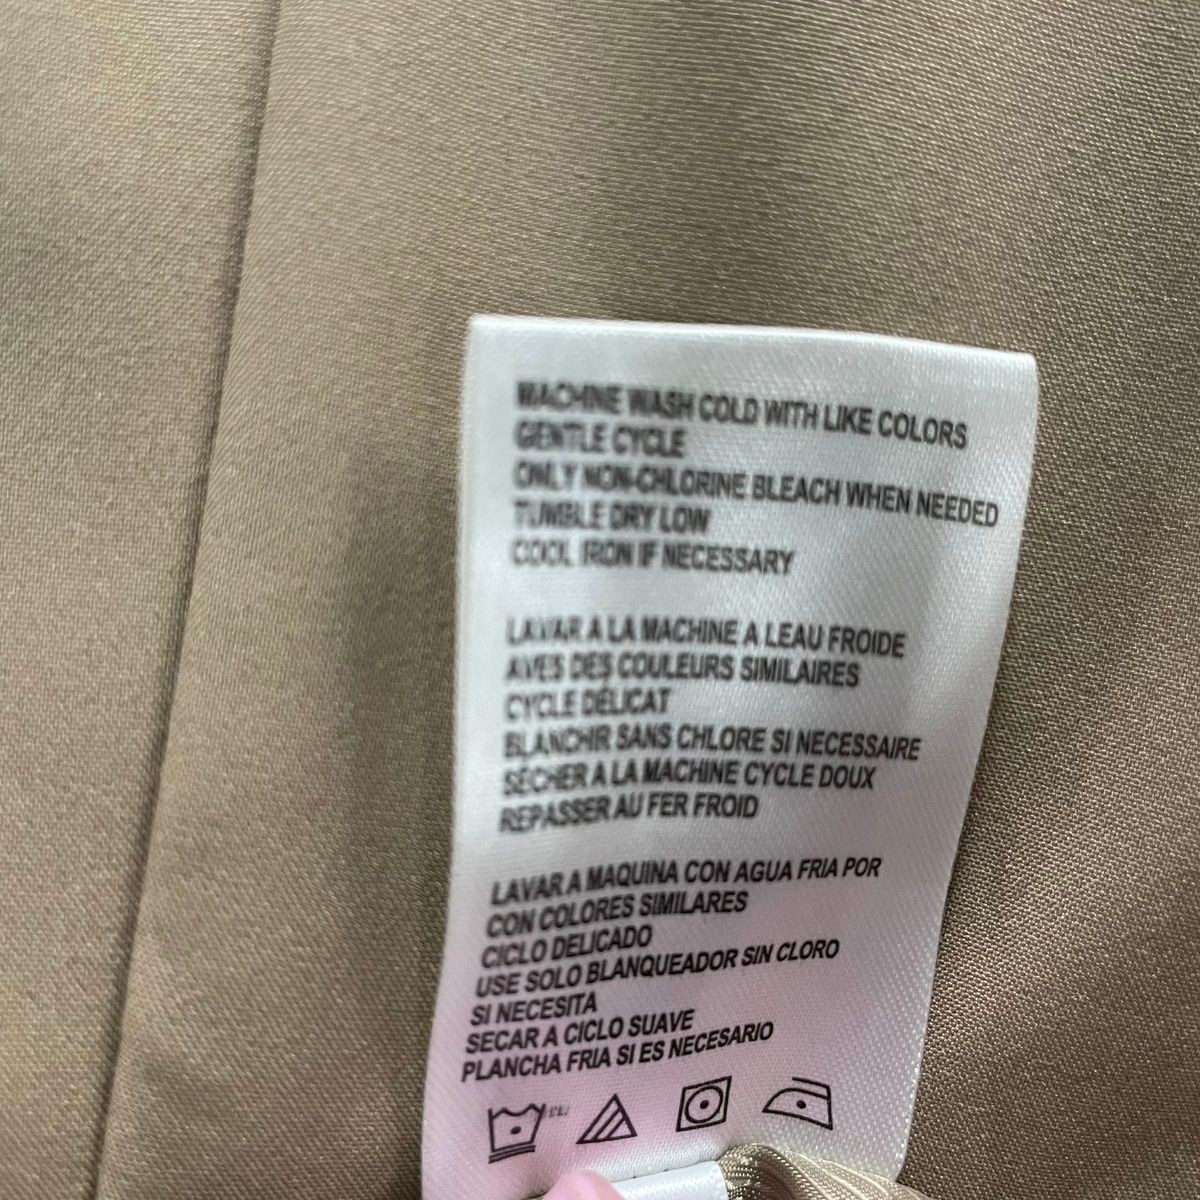 MACHINE WASH COLD WITH LIKE COLORS
GENTLE CYCLE
ONLY NON-CHLORINE BLEACH WHEN NEEDED
TUMBLE DRY LOW
COOL IRON IF NECESSARY
LAVAR A LA MACHINE A LEAU FROIDE
AVES DES COULEURS SIMILAIRES
CYCLE DÉLICAT
BLANCHIR SANS CHLORE SI NECESSAIRE
SECHER A LA MACHINE CYCLE DOUX
REPASSER AU FER FROID
LAVAR A MAQUINA CON AGUA FRIA POR
CON COLORES SIMILARES
CICLO DELICADO
USE SOLO BLANQUEADOR SIN CLORO
SI NECESITA
SECAR A CICLO SUAVE
PLANCHA FRIA SI ES NECESARIO